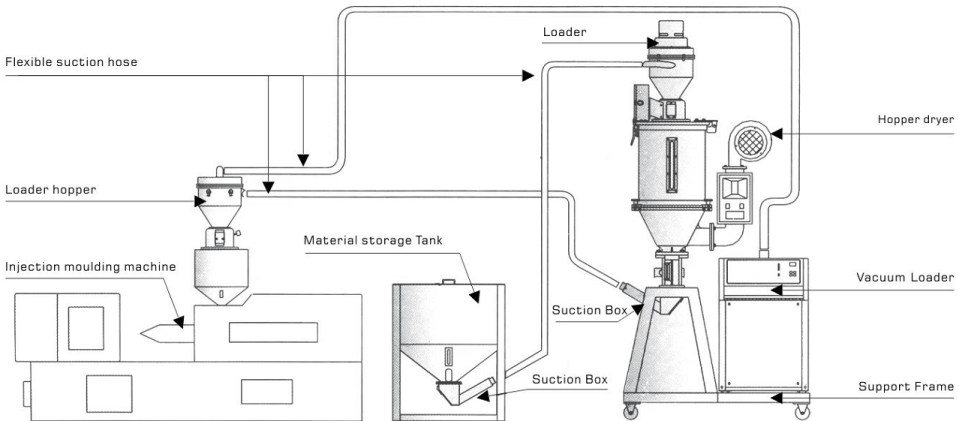 Loader
Flexible suction hose
Hopper dryer
Loader hopper
Material storage Tank
Injection moulding machine
Vacuum Loader
Suction Box
Suction Box
Support Frame